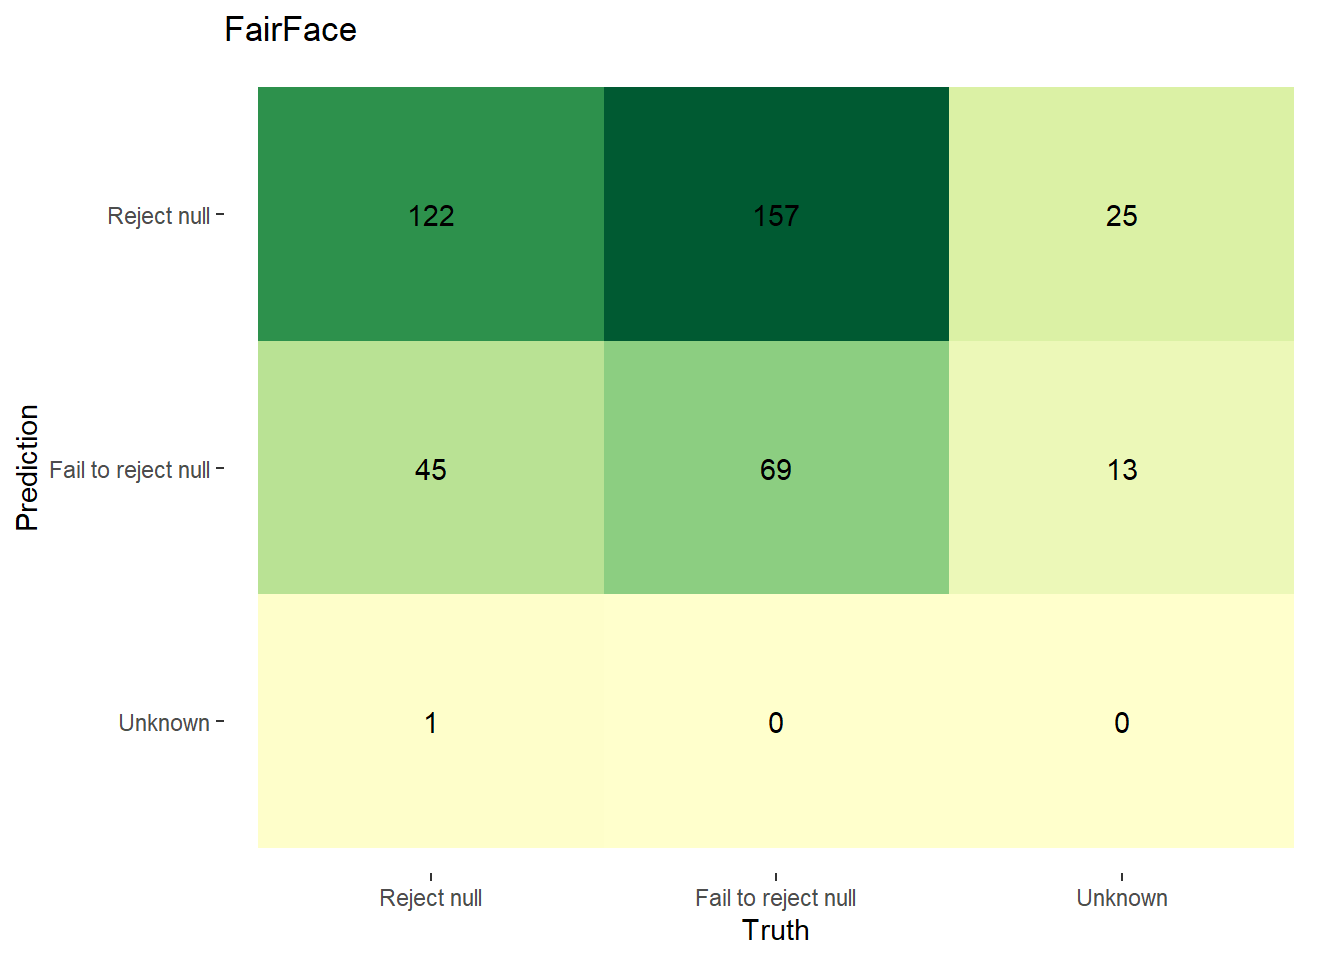 FairFace
Reject null
122
157
25
Prediction
Fail to reject null
45
69
13
Unknown
1
0
0
Reject null
Fail to reject null
Unknown
Truth